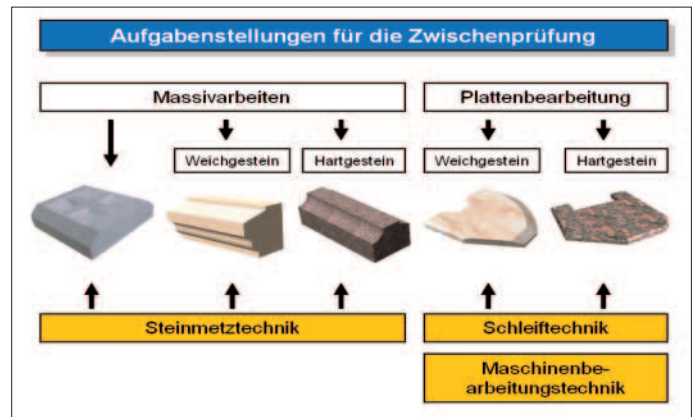 Aufgabenstellungen für die Zwischenprüfung
Massivarbeiten
Plattenbearbeitung
Weichgestein
Hartgestein
Weichgestein
Hartgestein
Steinmetztechnik
Schleiftechnik
Maschinenbe-
arbeitungstechnik